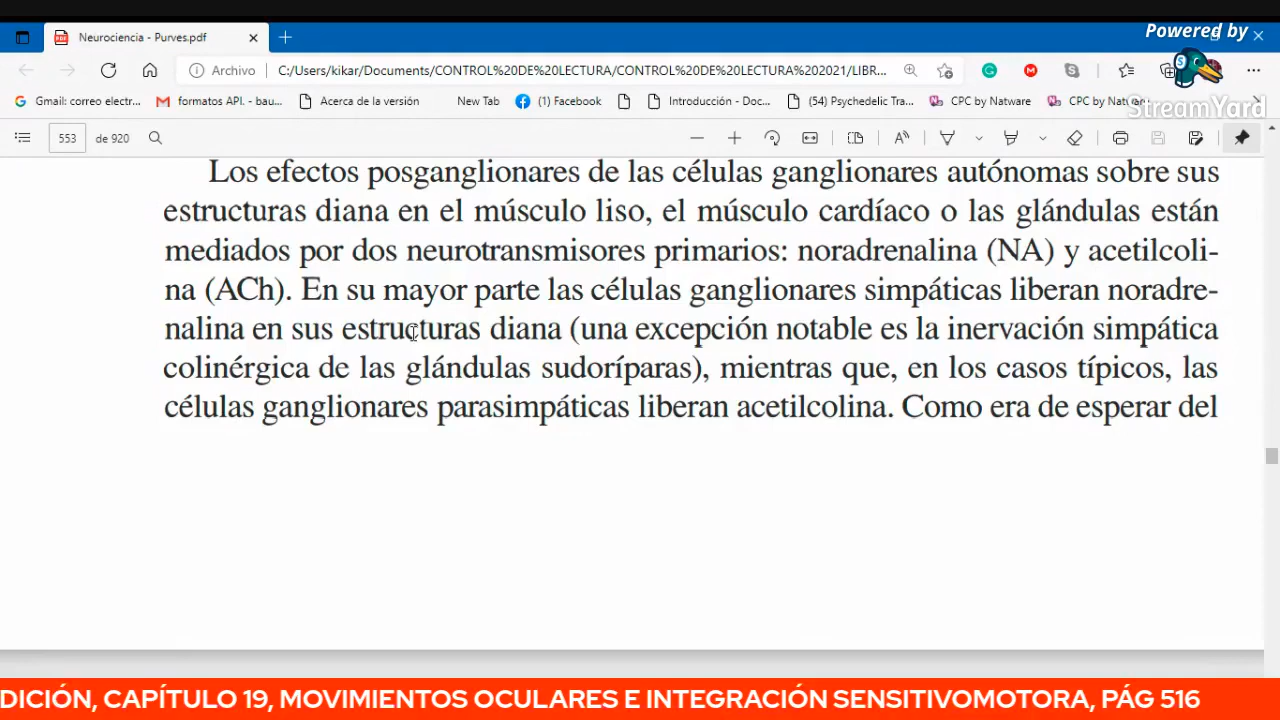 Powered by
StreamYard
Neurociencia - Purves.pdf
Archivo
C:/Users/kikar/Documents/CONTROL%20DE%20LECTURA/CONTROL%20DE%20LECTURA%202021/LIBR...
Gmail: correo electr...
formatos API. - bau...
Acerca de la versión
New Tab
(1) Facebook
Introducción - Doc...
(54) Psychedelic Tra...
CPC by Natware
CPC by Natware
553 de 920
Los efectos posganglionares de las células ganglionares autónomas sobre sus
estructuras diana en el músculo liso, el músculo cardíaco o las glándulas están
mediados por dos neurotransmisores primarios: noradrenalina (NA) y acetilcoli-
na (ACh). En su mayor parte las células ganglionares simpáticas liberan noradre-
nalina en sus estructuras diana (una excepción notable es la inervación simpática
colinérgica de las glándulas sudoríparas), mientras que, en los casos típicos, las
células ganglionares parasimpáticas liberan acetilcolina. Como era de esperar del
DICIÓN, CAPÍTULO 19, MOVIMIENTOS OCULARES E INTEGRACIÓN SENSITIVOMOTORA, PÁG 516